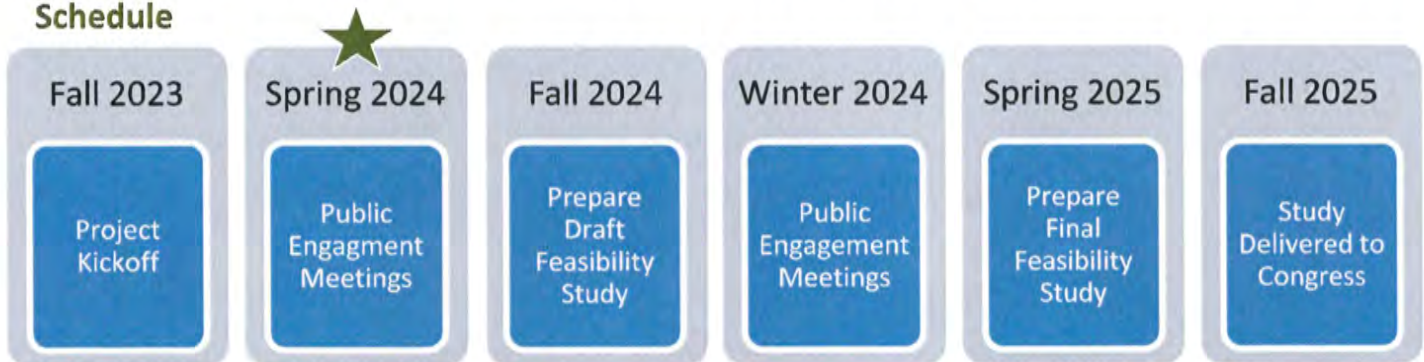 Schedule
Fall 2023
Project
Kickoff
Spring 2024
Public
Engagment
Meetings
Fall 2024
Prepare
Draft
Feasibility
Study
Winter 2024
Public
Engagement
Meetings
Spring 2025
Prepare
Final
Feasibility
Study
Fall 2025
Study
Delivered to
Congress